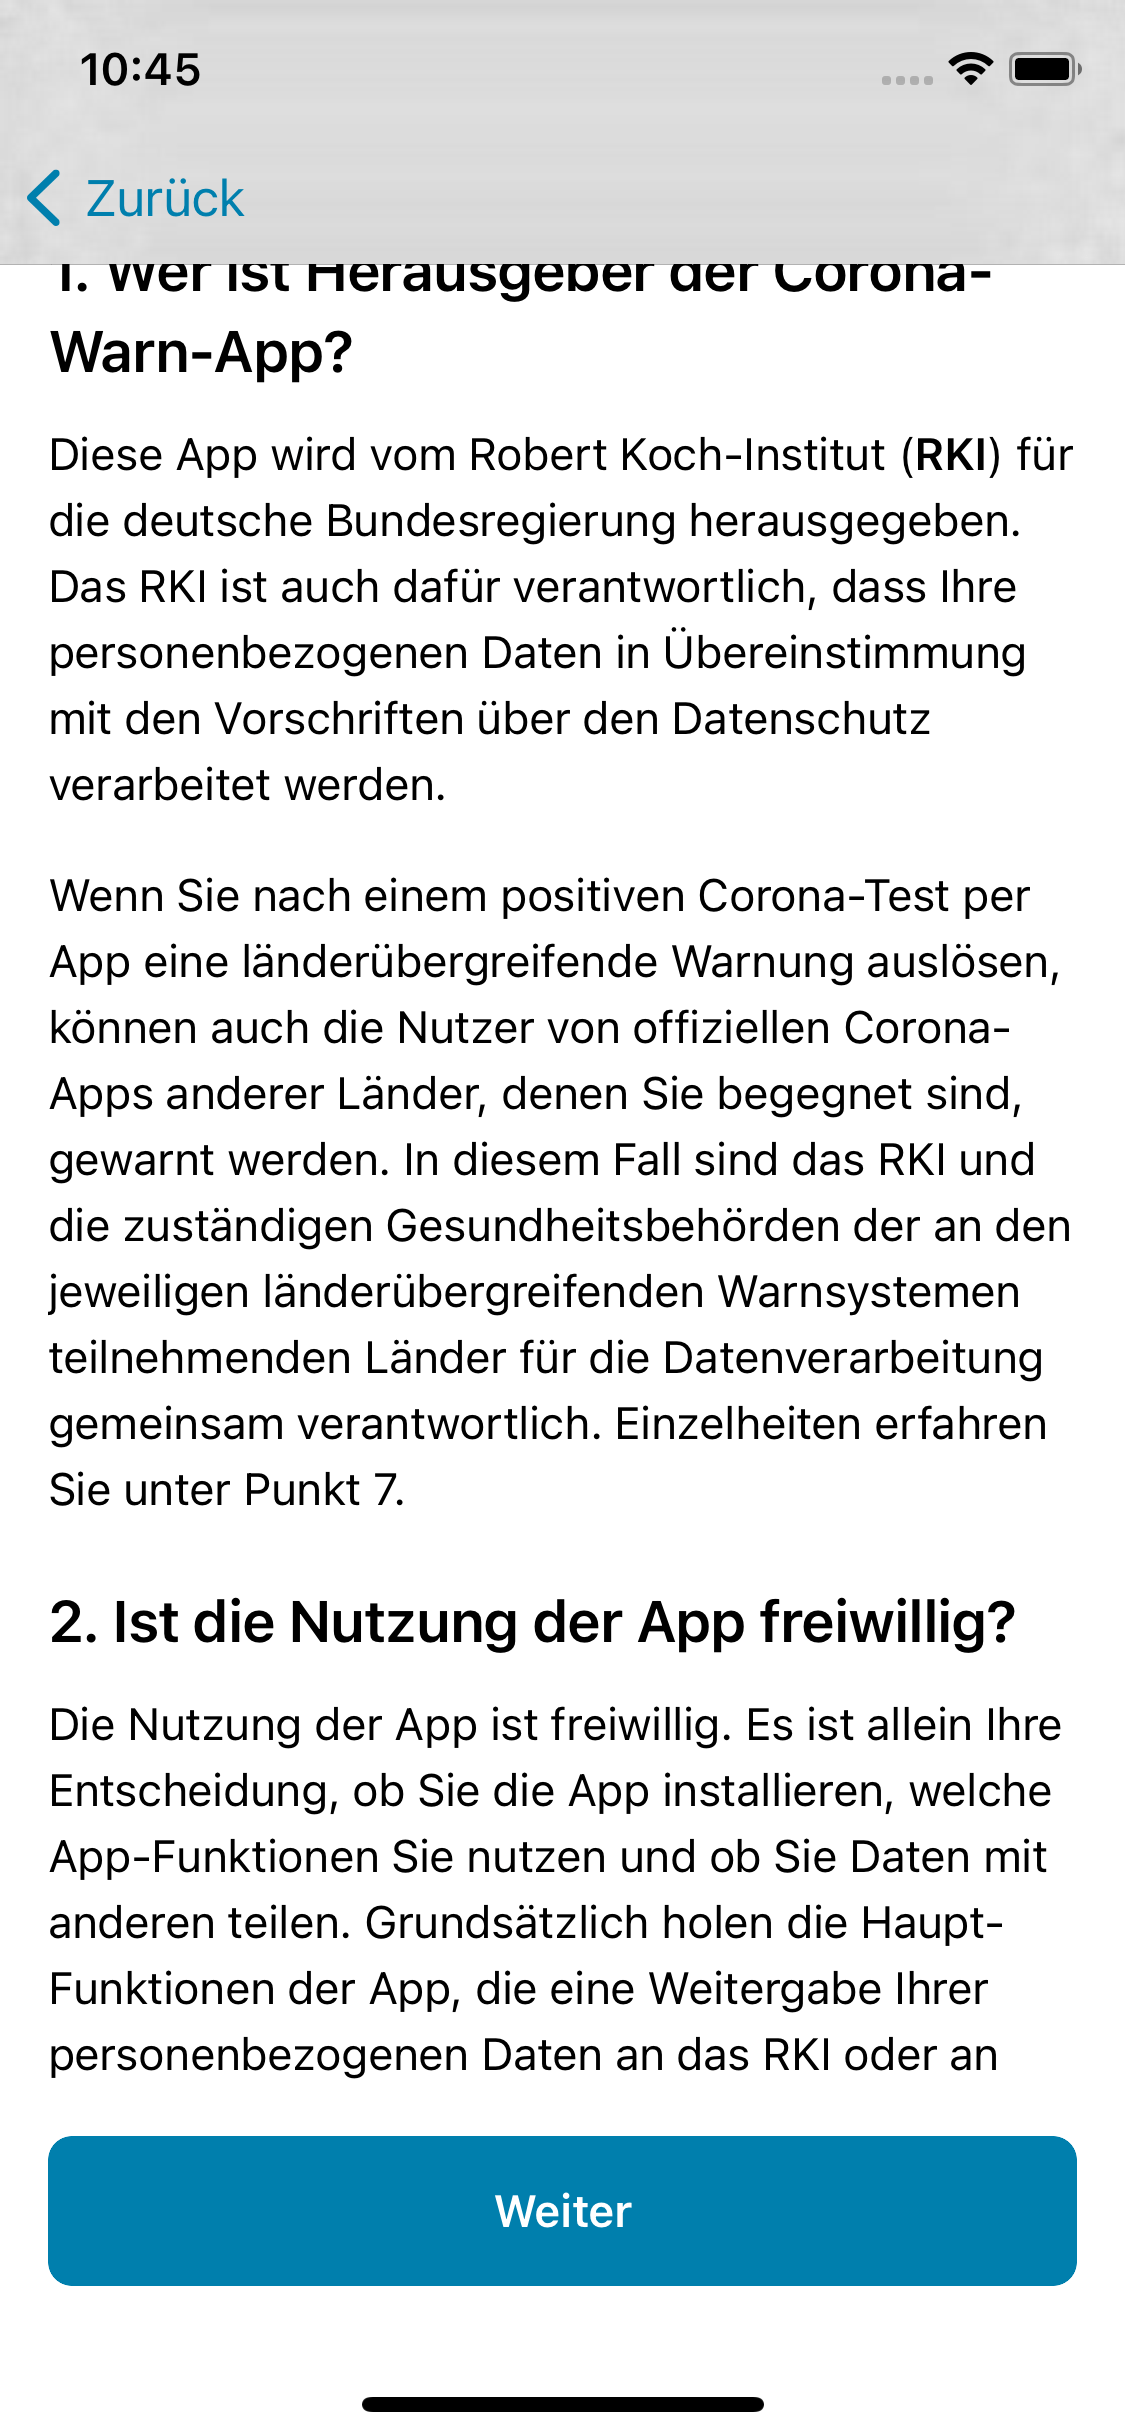 10:45
Zurück
1. Wer ist Herausgeber der Corona-
Warn-App?
Diese App wird vom Robert Koch-Institut (RKI) für
die deutsche Bundesregierung herausgegeben.
Das RKI ist auch dafür verantwortlich, dass Ihre
personenbezogenen Daten in Übereinstimmung
mit den Vorschriften über den Datenschutz
verarbeitet werden.
Wenn Sie nach einem positiven Corona-Test per
App eine länderübergreifende Warnung auslösen,
können auch die Nutzer von offiziellen Corona-
Apps anderer Länder, denen Sie begegnet sind,
gewarnt werden. In diesem Fall sind das RKI und
die zuständigen Gesundheitsbehörden der an den
jeweiligen länderübergreifenden Warnsystemen
teilnehmenden Länder für die Datenverarbeitung
gemeinsam verantwortlich. Einzelheiten erfahren
Sie unter Punkt 7.
2. Ist die Nutzung der App freiwillig?
Die Nutzung der App ist freiwillig. Es ist allein Ihre
Entscheidung, ob Sie die App installieren, welche
App-Funktionen Sie nutzen und ob Sie Daten mit
anderen teilen. Grundsätzlich holen die Haupt-
Funktionen der App, die eine Weitergabe Ihrer
personenbezogenen Daten an das RKI oder an
Weiter